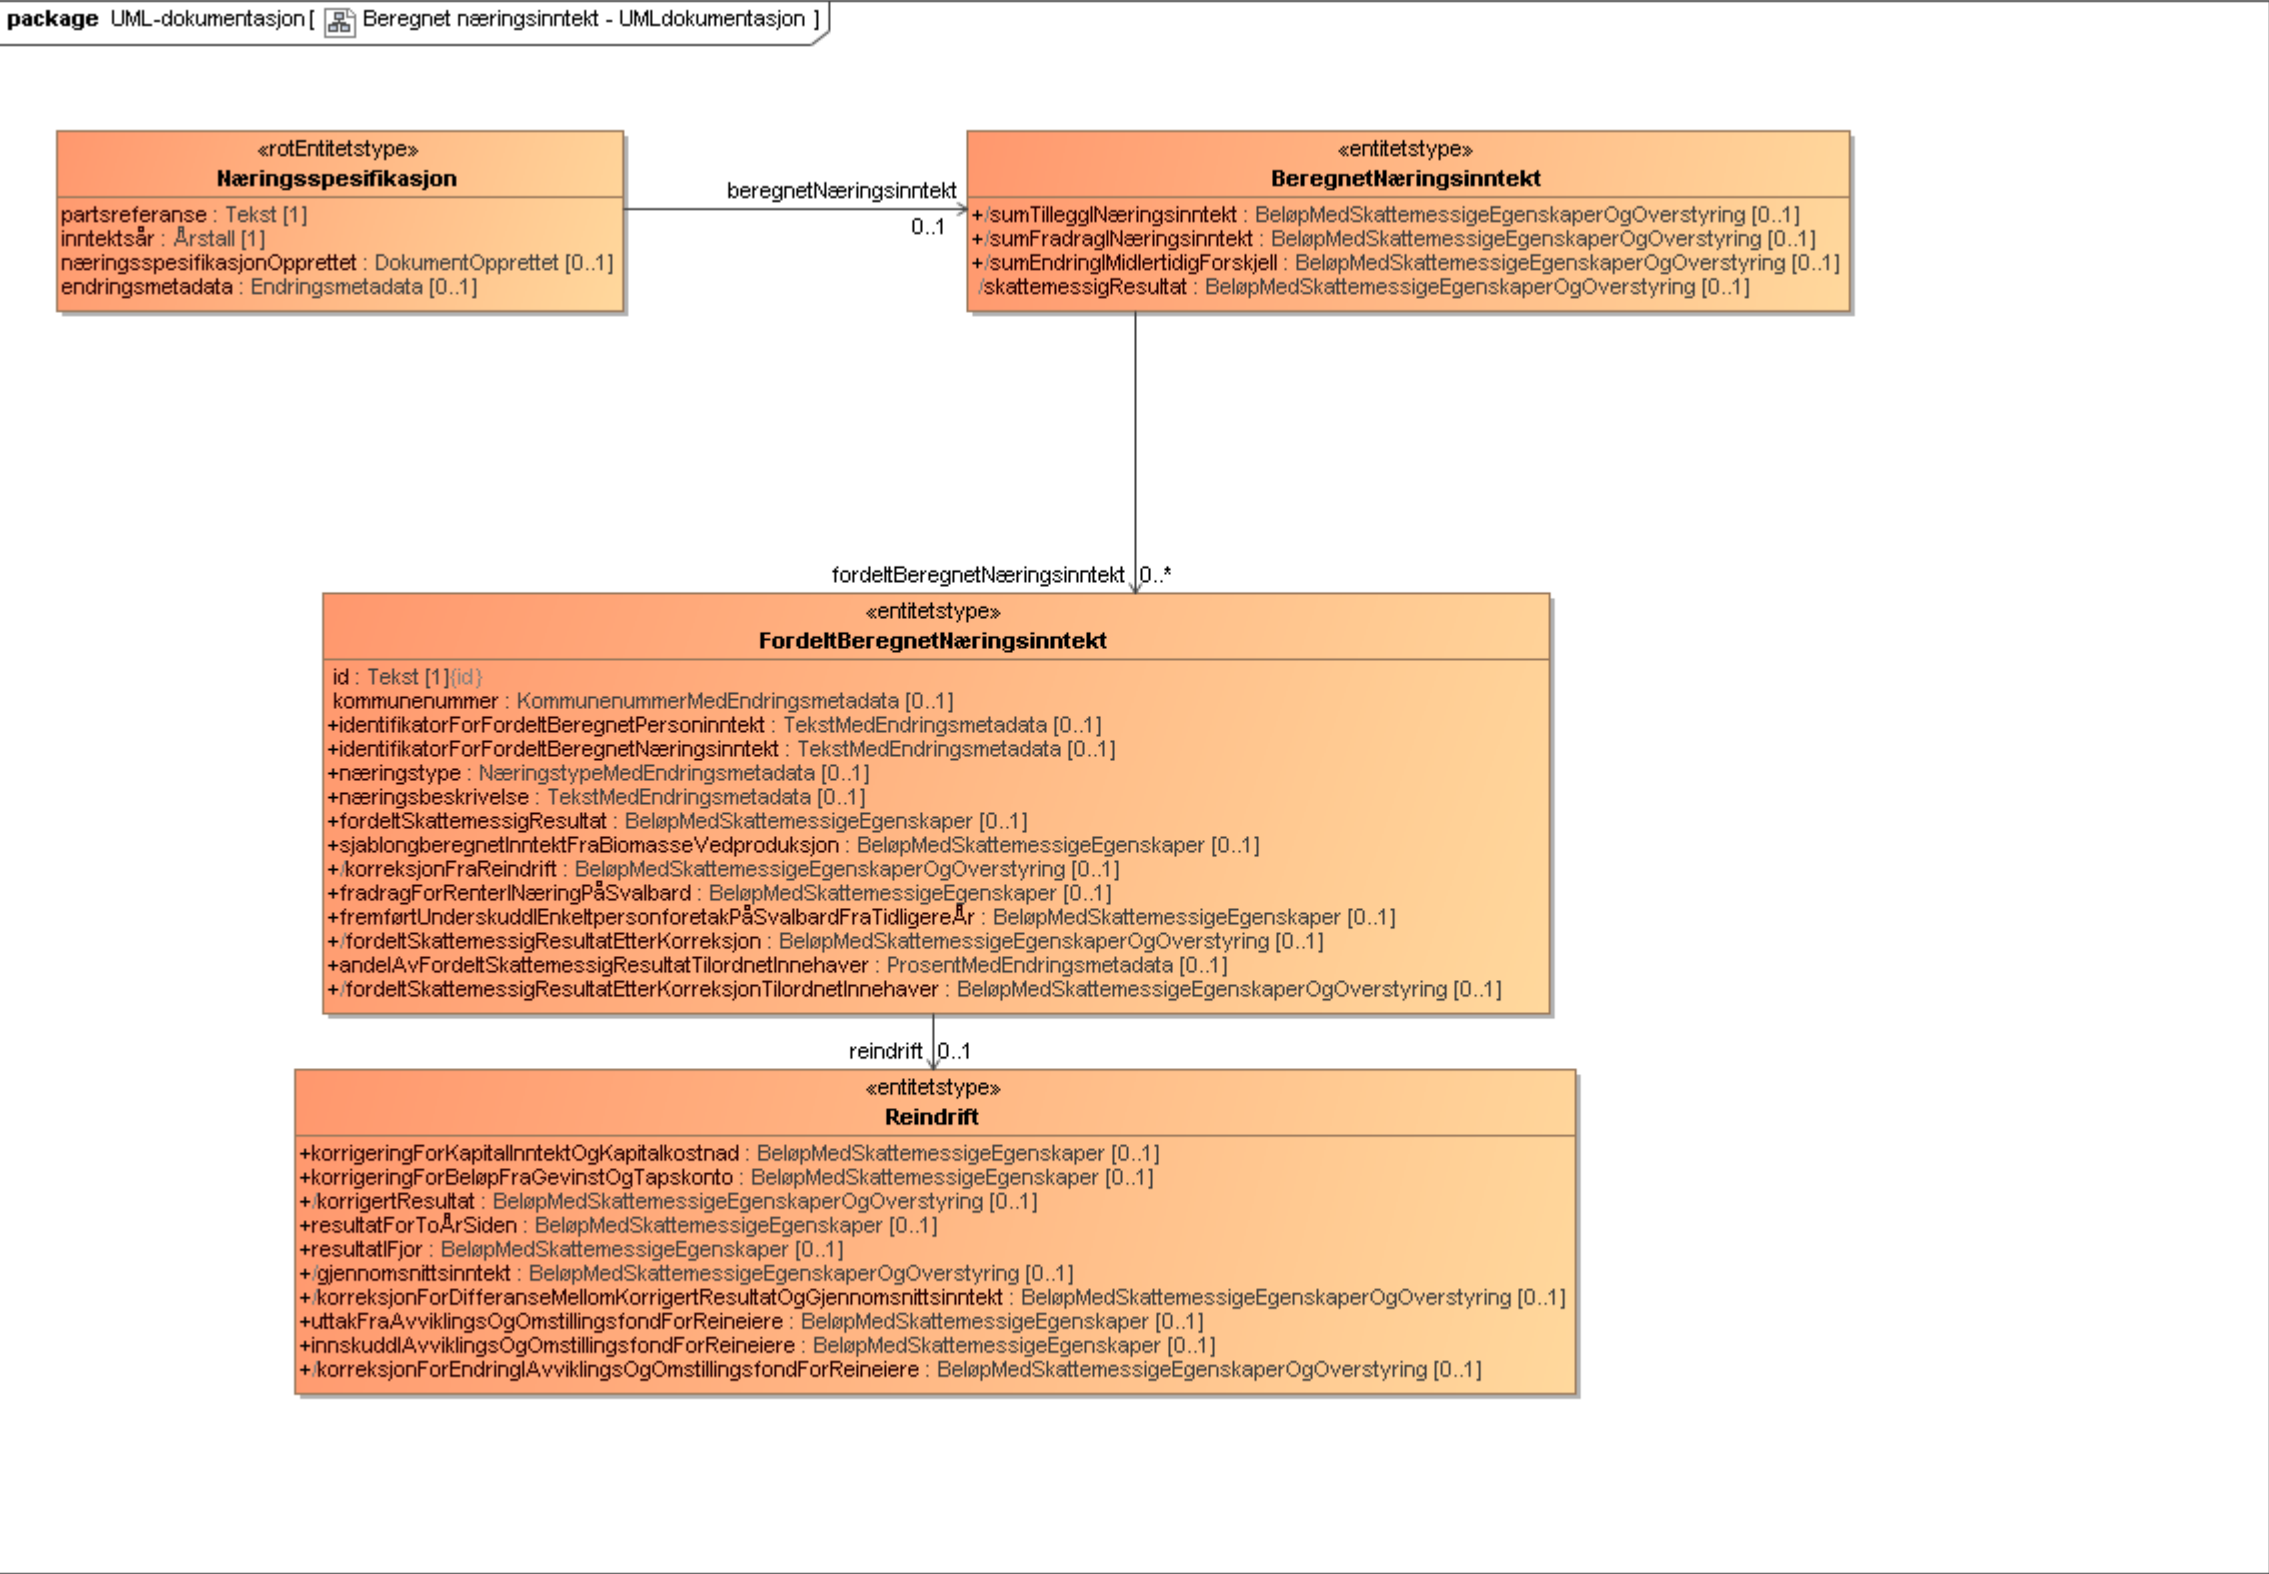 package UML-dokumentasjon [ Beregnet næringsinntekt - UMLdokumentasjon ]
«rotEntitetstype»
Næringsspesifikasjon
partsreferanse : Tekst [1]
inntektsår : Årstall [1]
næringsspesifikasjonOpprettet : DokumentOpprettet [0..1]
endringsmetadata : Endringsmetadata [0..1]
beregnetNæringsinntekt
0..1
«entitetstype»
BeregnetNæringsinntekt
+/sumTilleggINæringsinntekt : BeløpMedSkattemessigeEgenskaperOgOverstyring [0..1]
+/sumFradragINæringsinntekt : BeløpMedSkattemessigeEgenskaperOgOverstyring [0..1]
+/sumEndringIMidlertidigForskjell : BeløpMedSkattemessigeEgenskaperOgOverstyring [0..1]
/skattemessigResultat : BeløpMedSkattemessigeEgenskaperOgOverstyring [0..1]
fordeltBeregnetNæringsinntekt 0..*
«entitetstype»
FordeltBeregnetNæringsinntekt
id : Tekst [1]{id}
kommunenummer : KommunenummerMedEndringsmetadata [0..1]
+identifikatorForFordeltBeregnetPersoninntekt : TekstMedEndringsmetadata [0..1]
+identifikatorForFordeltBeregnetNæringsinntekt : TekstMedEndringsmetadata [0..1]
+næringstype : NæringstypeMedEndringsmetadata [0..1]
+næringsbeskrivelse : TekstMedEndringsmetadata [0..1]
+fordeltSkattemessigResultat : BeløpMedSkattemessigeEgenskaper [0..1]
+sjablongberegnetInntektFraBiomasseVedproduksjon : BeløpMedSkattemessigeEgenskaper [0..1]
+/korreksjonFraReindrift : BeløpMedSkattemessigeEgenskaperOgOverstyring [0..1]
+fradragForRenterINæringPåSvalbard : BeløpMedSkattemessigeEgenskaper [0..1]
+fremførtUnderskuddIEnkeltpersonforetakPåSvalbardFraTidligereÅr : BeløpMedSkattemessigeEgenskaper [0..1]
+/fordeltSkattemessigResultatEtterKorreksjon : BeløpMedSkattemessigeEgenskaperOgOverstyring [0..1]
+andelAvFordeltSkattemessigResultatTilordnetInnehaver : ProsentMedEndringsmetadata [0..1]
+/fordeltSkattemessigResultatEtterKorreksjonTilordnetInnehaver : BeløpMedSkattemessigeEgenskaperOgOverstyring [0..1]
reindrift 0..1
«entitetstype»
Reindrift
+korrigeringForKapitalInntektOgKapitalkostnad : BeløpMedSkattemessigeEgenskaper [0..1]
+korrigeringForBeløpFraGevinstOgTapskonto : BeløpMedSkattemessigeEgenskaper [0..1]
+/korrigertResultat : BeløpMedSkattemessigeEgenskaperOgOverstyring [0..1]
+resultatForToÅrSiden : BeløpMedSkattemessigeEgenskaper [0..1]
+resultatIFjor : BeløpMedSkattemessigeEgenskaper [0..1]
+/gjennomsnittsinntekt : BeløpMedSkattemessigeEgenskaperOgOverstyring [0..1]
+/korreksjonForDifferanseMellomKorrigertResultatOgGjennomsnittsinntekt : BeløpMedSkattemessigeEgenskaperOgOverstyring [0..1]
+uttakFraAvviklingsOgOmstillingsfondForReineiere : BeløpMedSkattemessigeEgenskaper [0..1]
+innskuddIAvviklingsOgOmstillingsfondForReineiere : BeløpMedSkattemessigeEgenskaper [0..1]
+/korreksjonForEndringIAvviklingsOgOmstillingsfondForReineiere : BeløpMedSkattemessigeEgenskaperOgOverstyring [0..1]